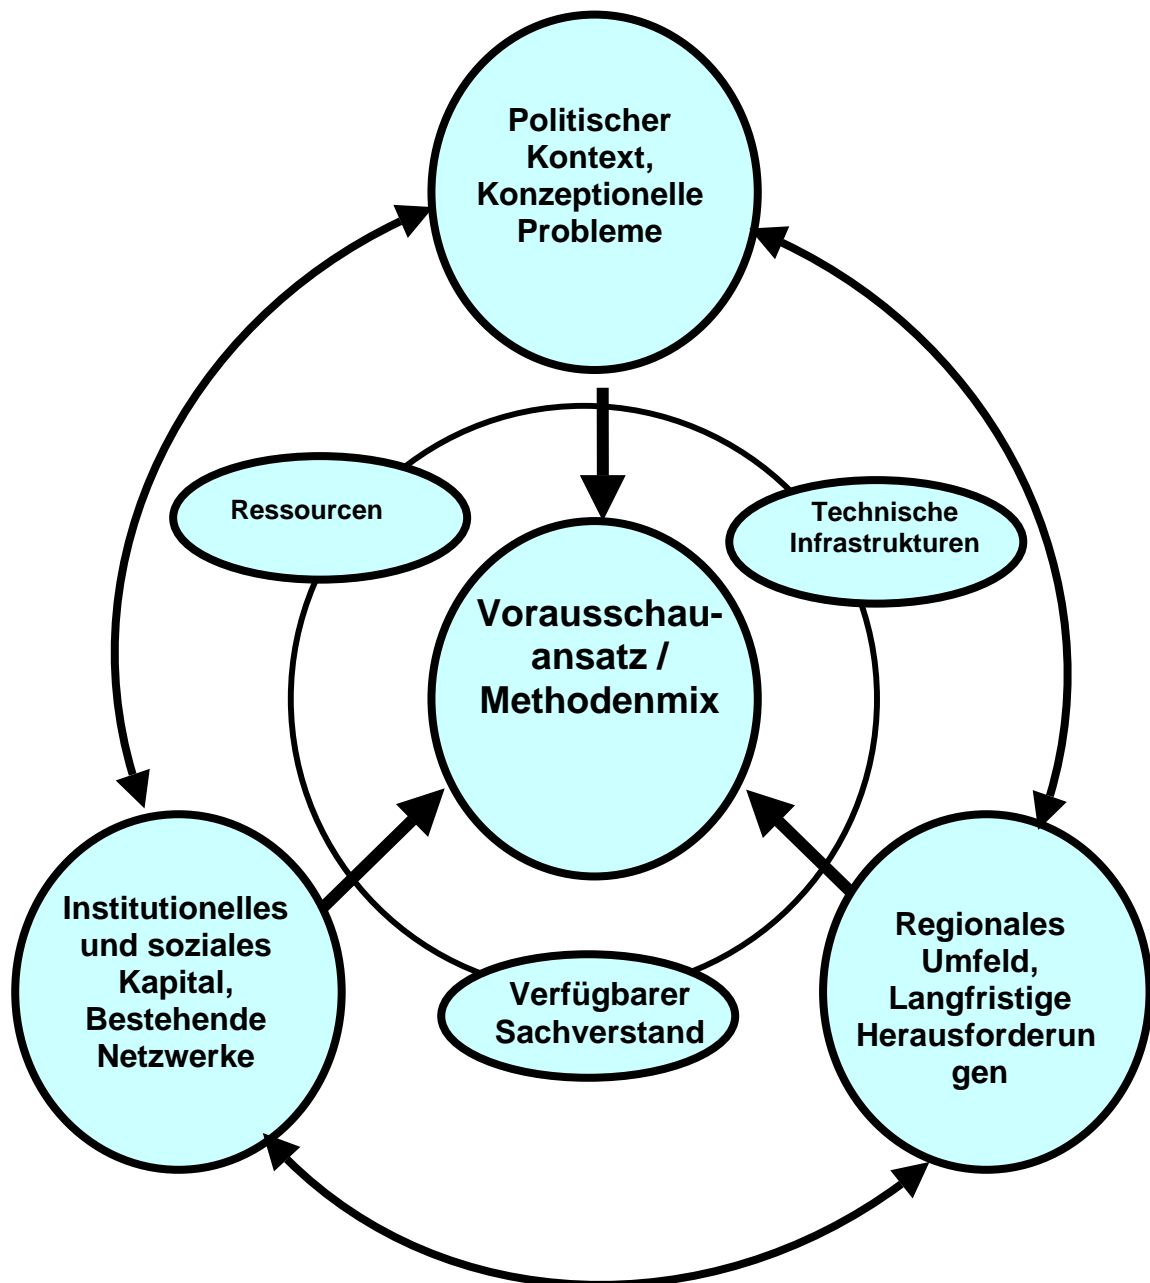 Politischer
Kontext,
Konzeptionelle
Probleme
Ressourcen
Technische
Infrastrukturen
Vorausschau-
ansatz /
Methodenmix
Institutionelles
und soziales
Kapital,
Bestehende
Netzwerke
Regionales
Umfeld,
Langfristige
Herausforderun
gen
Verfügbarer
Sachverstand